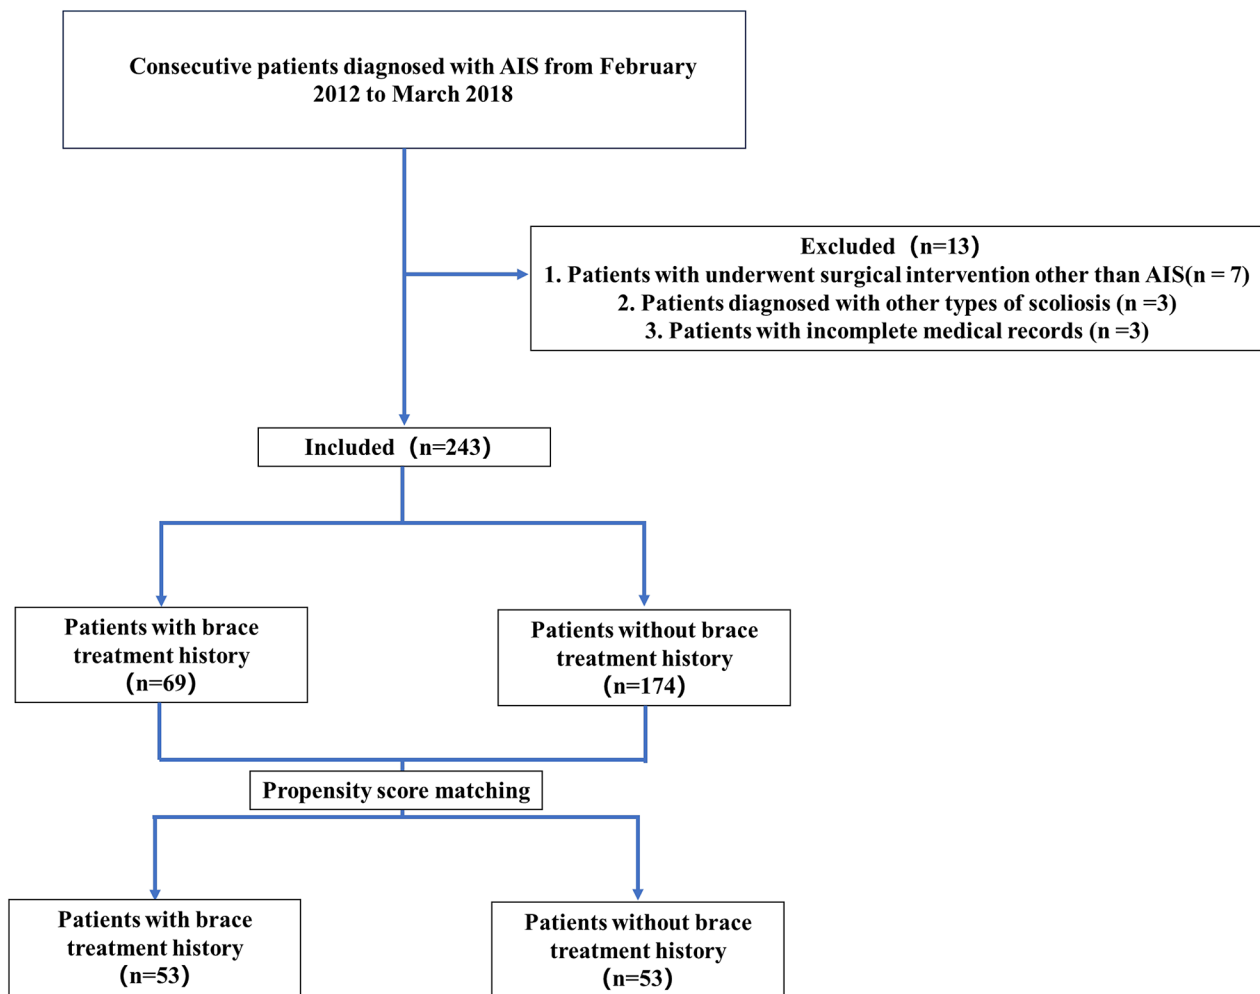 Consecutive patients diagnosed with AIS from February
2012 to March 2018
Excluded（n=13）
1. Patients with underwent surgical intervention other than AIS(n = 7)
2. Patients diagnosed with other types of scoliosis (n =3)
3. Patients with incomplete medical records (n =3)
Included（n=243）
Patients with brace
treatment history
（n=69）
Patients without brace
treatment history
（n=174）
Propensity score matching
Patients with brace
treatment history
（n=53）
Patients without brace
treatment history
（n=53）